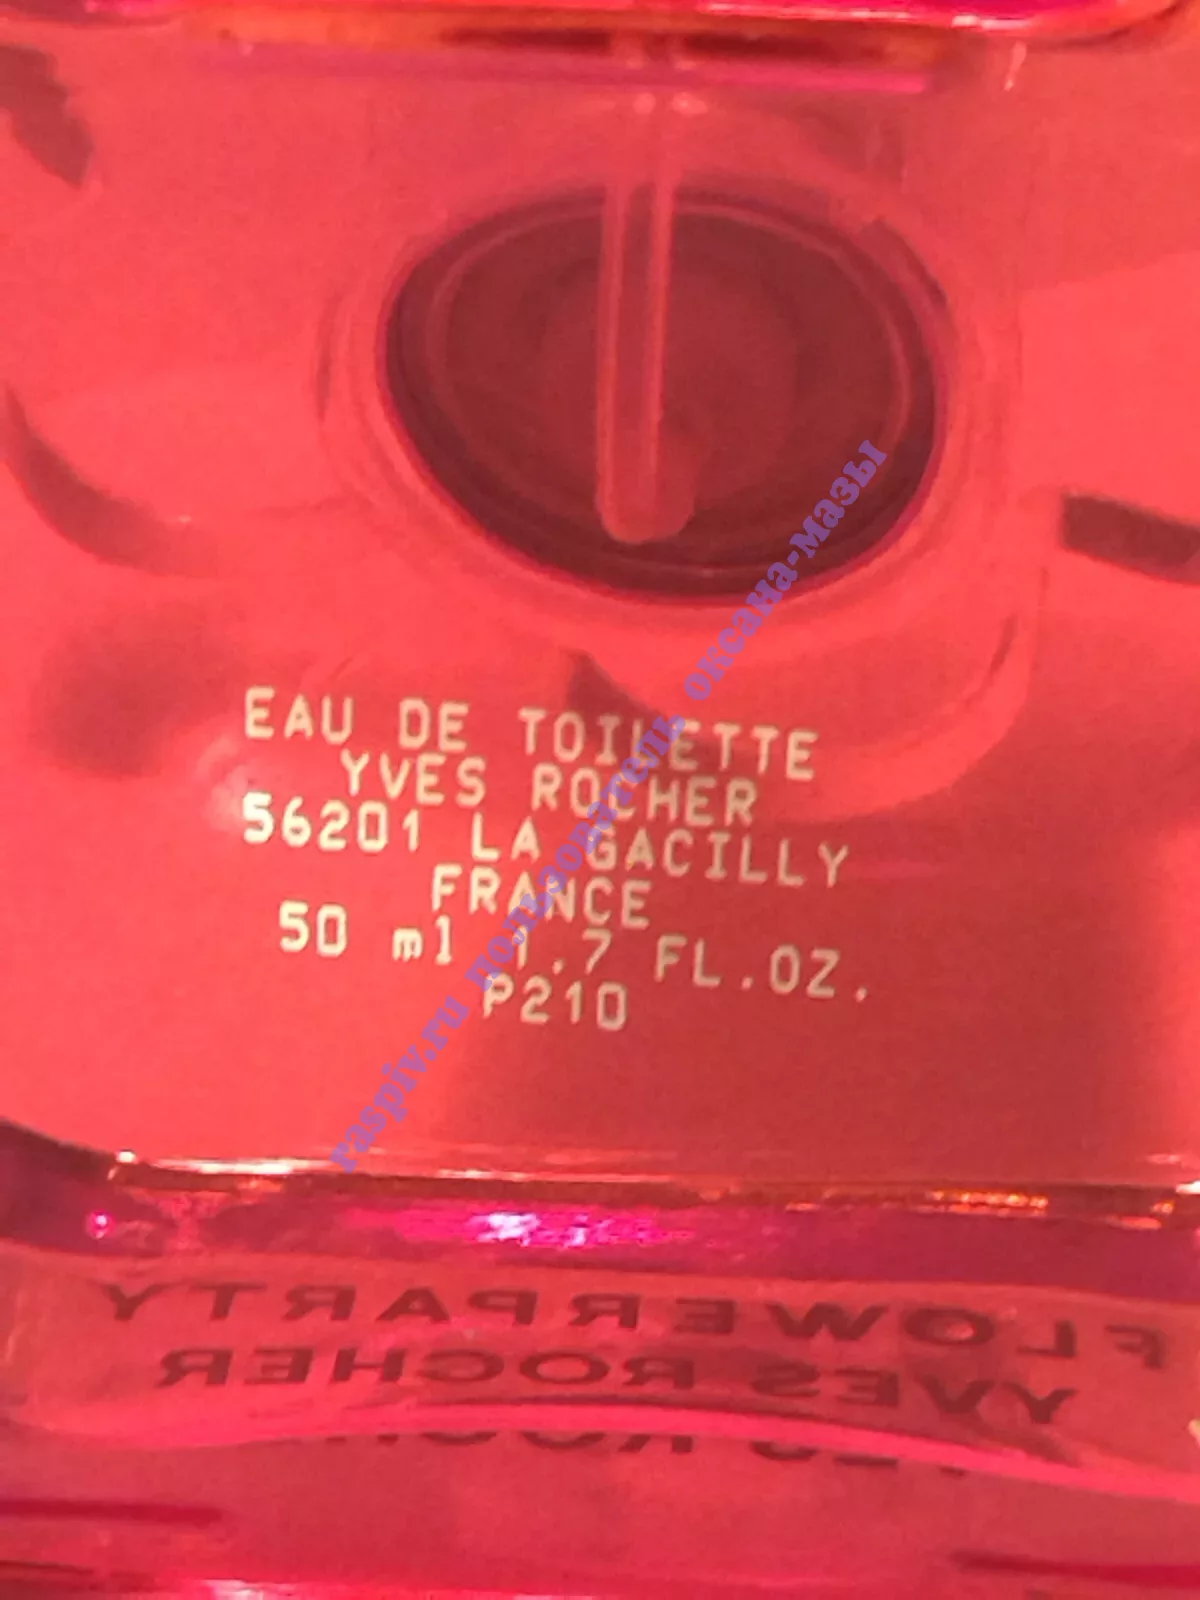 EAU DE TOILETTE
YVES ROCHER
56201 LA GACILLY
FRANCE
50 ml 1.7 FL.OZ.
P210
raspiv.ru пользователь оксана-мазы
FLOWERPARTY
YVES ROCHER